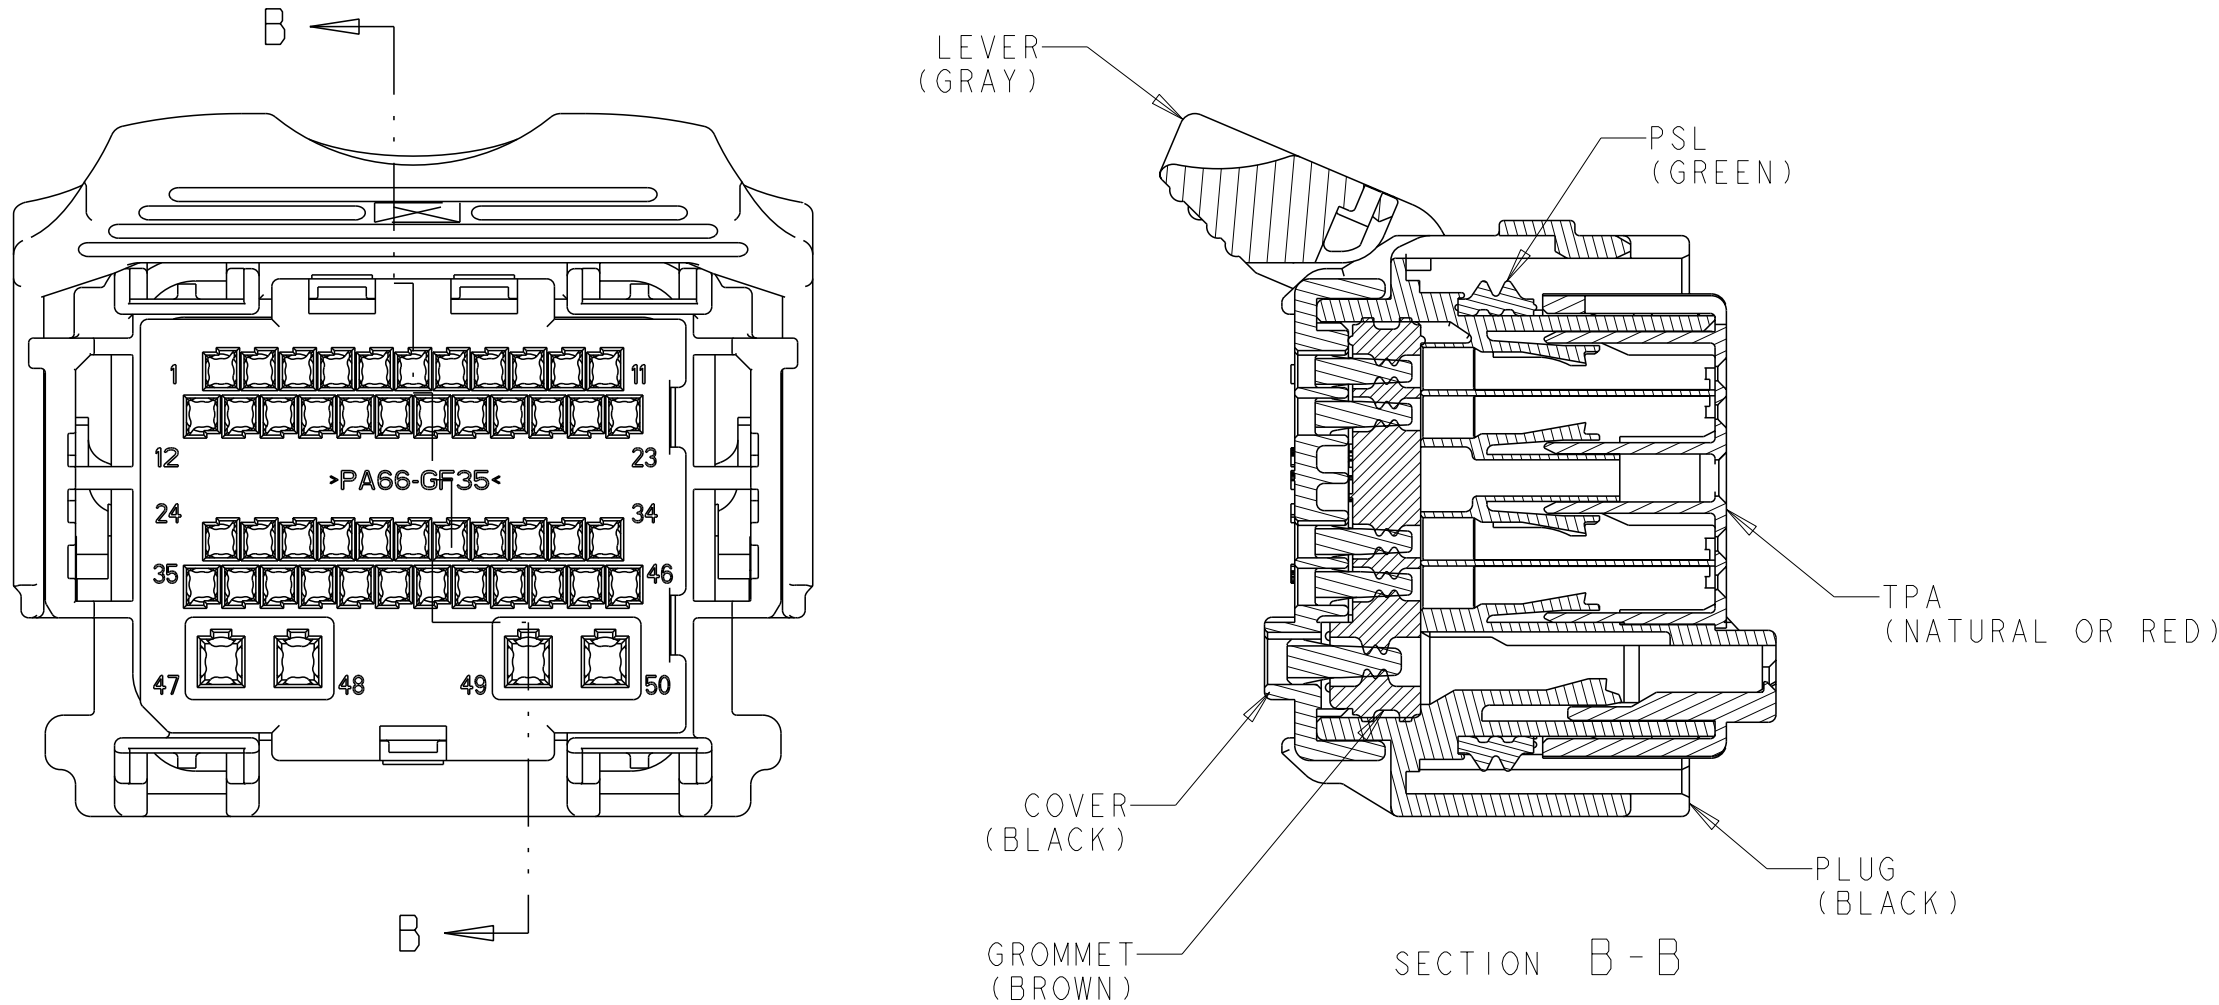 B
LEVER
(GRAY)
PSL
(GREEN)
1
11
12
23
>PA66-GF35<
24
34
35
46
47
48
49
50
TPA
(NATURAL OR RED)
COVER
(BLACK)
PLUG
(BLACK)
B
GROMMET
(BROWN)
SECTION B-B